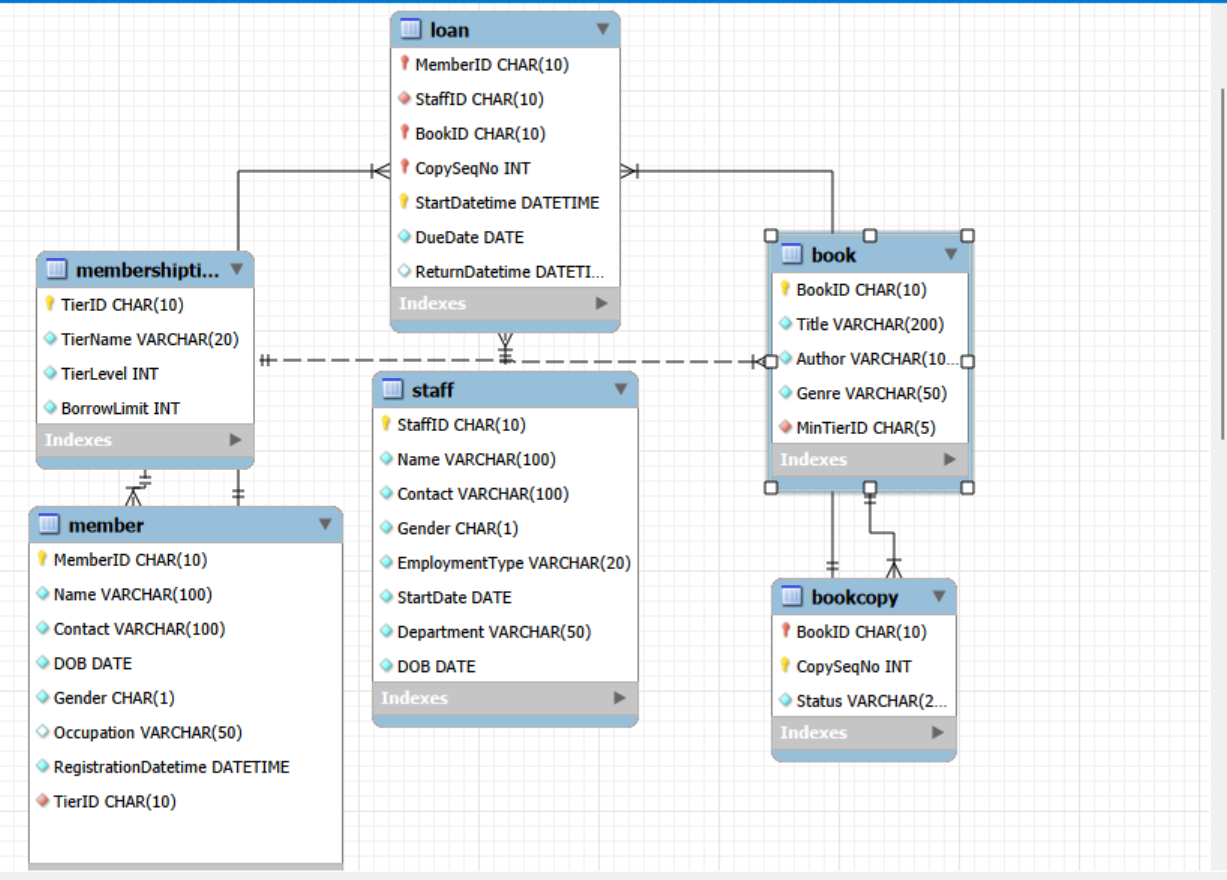 loan
MemberID CHAR(10)
StaffID CHAR(10)
BookID CHAR(10)
CopySeqNo INT
StartDatetime DATETIME
DueDate DATE
ReturnDatetime DATETI...
Indexes
membershipti...
TierID CHAR(10)
TierName VARCHAR(20)
TierLevel INT
BorrowLimit INT
Indexes
book
BookID CHAR(10)
Title VARCHAR(200)
Author VARCHAR(10...
Genre VARCHAR(50)
MinTierID CHAR(5)
Indexes
staff
StaffID CHAR(10)
Name VARCHAR(100)
Contact VARCHAR(100)
Gender CHAR(1)
EmploymentType VARCHAR(20)
StartDate DATE
Department VARCHAR(50)
DOB DATE
Indexes
member
MemberID CHAR(10)
Name VARCHAR(100)
Contact VARCHAR(100)
DOB DATE
Gender CHAR(1)
Occupation VARCHAR(50)
RegistrationDatetime DATETIME
TierID CHAR(10)
bookcopy
BookID CHAR(10)
CopySeqNo INT
Status VARCHAR(2...
Indexes